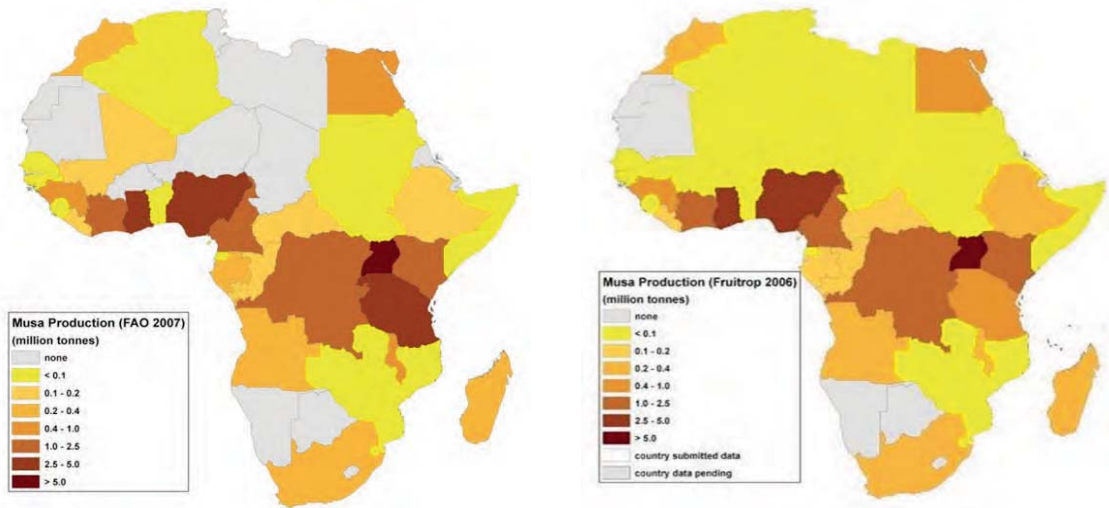 Musa Production (FAO 2007)
(million tonnes)
none
< 0.1
0.1 - 0.2
0.2 - 0.4
0.4 - 1.0
1.0 - 2.5
2.5 - 5.0
> 5.0
Musa Production (Fruitrop 2006)
(million tonnes)
none
< 0.1
0.1 - 0.2
0.2 - 0.4
0.4 - 1.0
1.0 - 2.5
2.5 - 5.0
> 5.0
country submitted data
country data pending